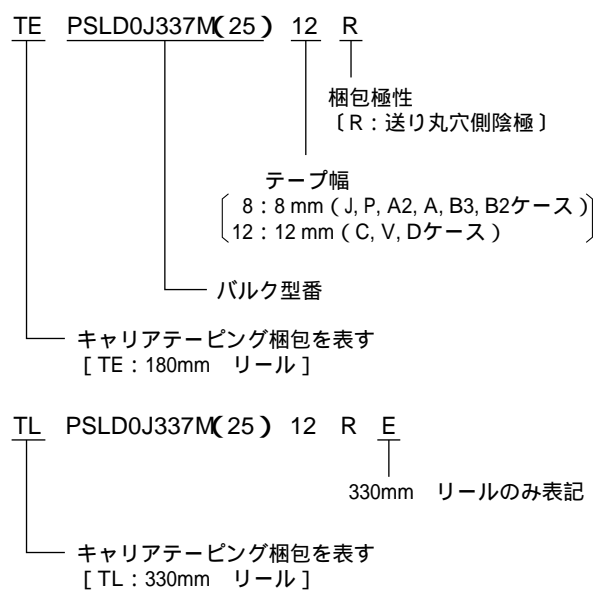 TE PSLD0J337M(25) 12 R
梱包極性
〔R：送り丸穴側陰極〕
テープ幅
8：8 mm（J, P, A2, A, B3, B2ケース）
12：12 mm（C, V, Dケース）
バルク型番
キャリアテーピング梱包を表す
[TE：180mm　リール]
TL PSLD0J337M(25) 12 R E
330mm　リールのみ表記
キャリアテーピング梱包を表す
[TL：330mm　リール]